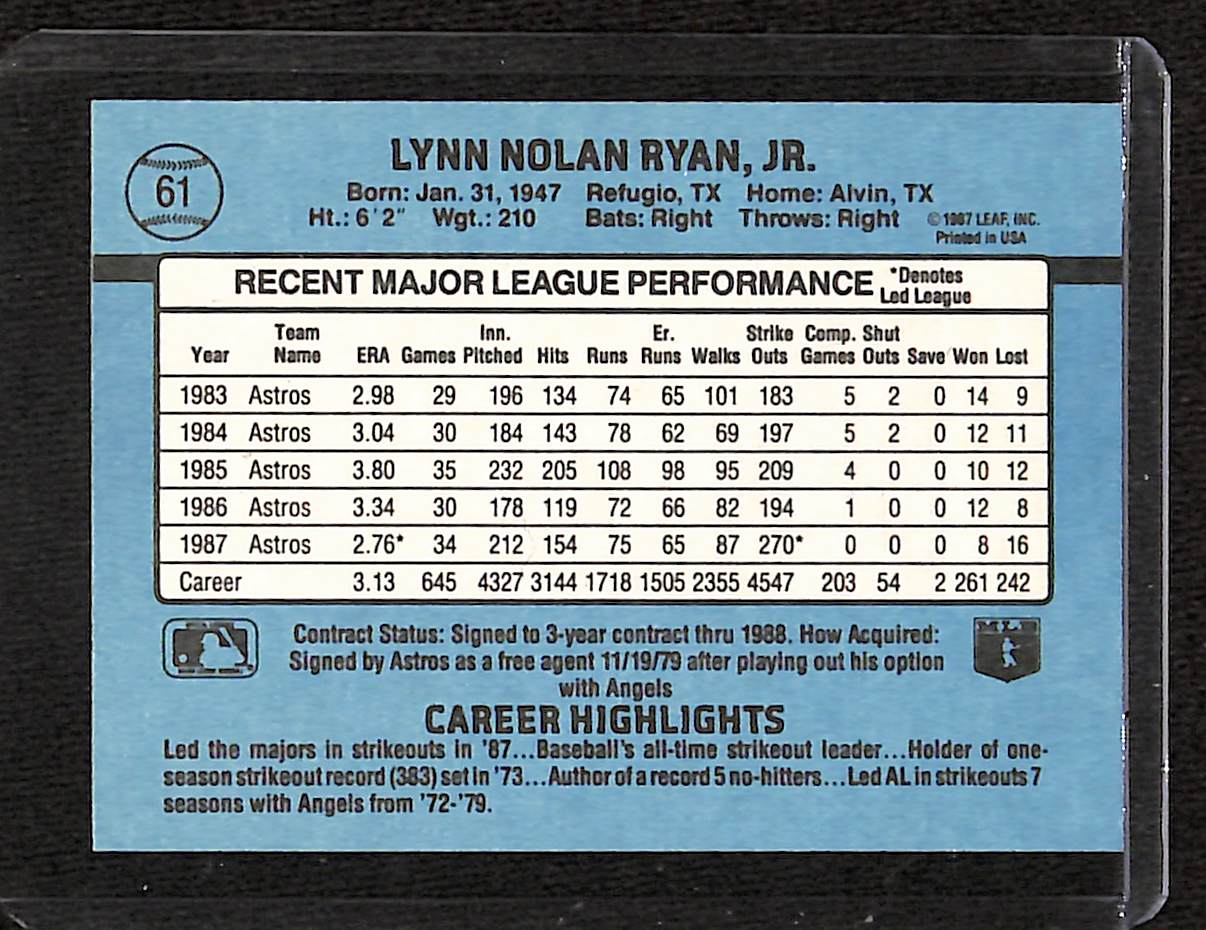 61
LYNN NOLAN RYAN, JR.
Born: Jan. 31, 1947 Refugio, TX Home: Alvin, TX
Ht.: 6'2" Wgt.: 210 Bats: Right Throws: Right
© 1987 LEAF, INC.
Printed in USA
RECENT MAJOR LEAGUE PERFORMANCE *Denotes
Led League
Team Inn. Er. Strike Comp. Shut
Year Name ERA Games Pitched Hits Runs Runs Walks Outs Games Outs Save Won Lost
1983 Astros 2.98 29 196 134 74 65 101 183 5 2 0 14 9
1984 Astros 3.04 30 184 143 78 62 69 197 5 2 0 12 11
1985 Astros 3.80 35 232 205 108 98 95 209 4 0 0 10 12
1986 Astros 3.34 30 178 119 72 66 82 194 1 0 0 12 8
1987 Astros 2.76* 34 212 154 75 65 87 270* 0 0 0 8 16
Career 3.13 645 4327 3144 1718 1505 2355 4547 203 54 2 261 242
Contract Status: Signed to 3-year contract thru 1988. How Acquired:
Signed by Astros as a free agent 11/19/79 after playing out his option
with Angels
MLB
CAREER HIGHLIGHTS
Led the majors in strikeouts in '87...Baseball's all-time strikeout leader...Holder of one-
season strikeout record (383) set in '73...Author of a record 5 no-hitters...Led AL in strikeouts 7
seasons with Angels from '72-'79.